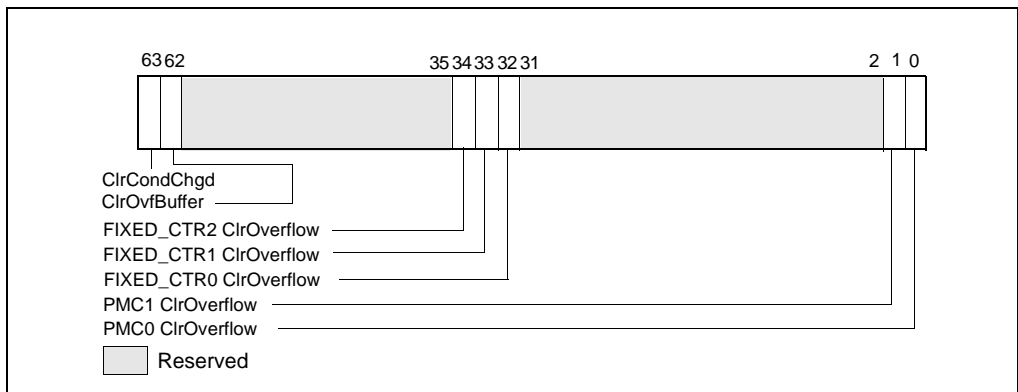 63 62 35 34 33 32 31 2 1 0
ClrCondChgd
ClrOvfBuffer
FIXED_CTR2 ClrOverflow
FIXED_CTR1 ClrOverflow
FIXED_CTR0 ClrOverflow
PMC1 ClrOverflow
PMC0 ClrOverflow
Reserved